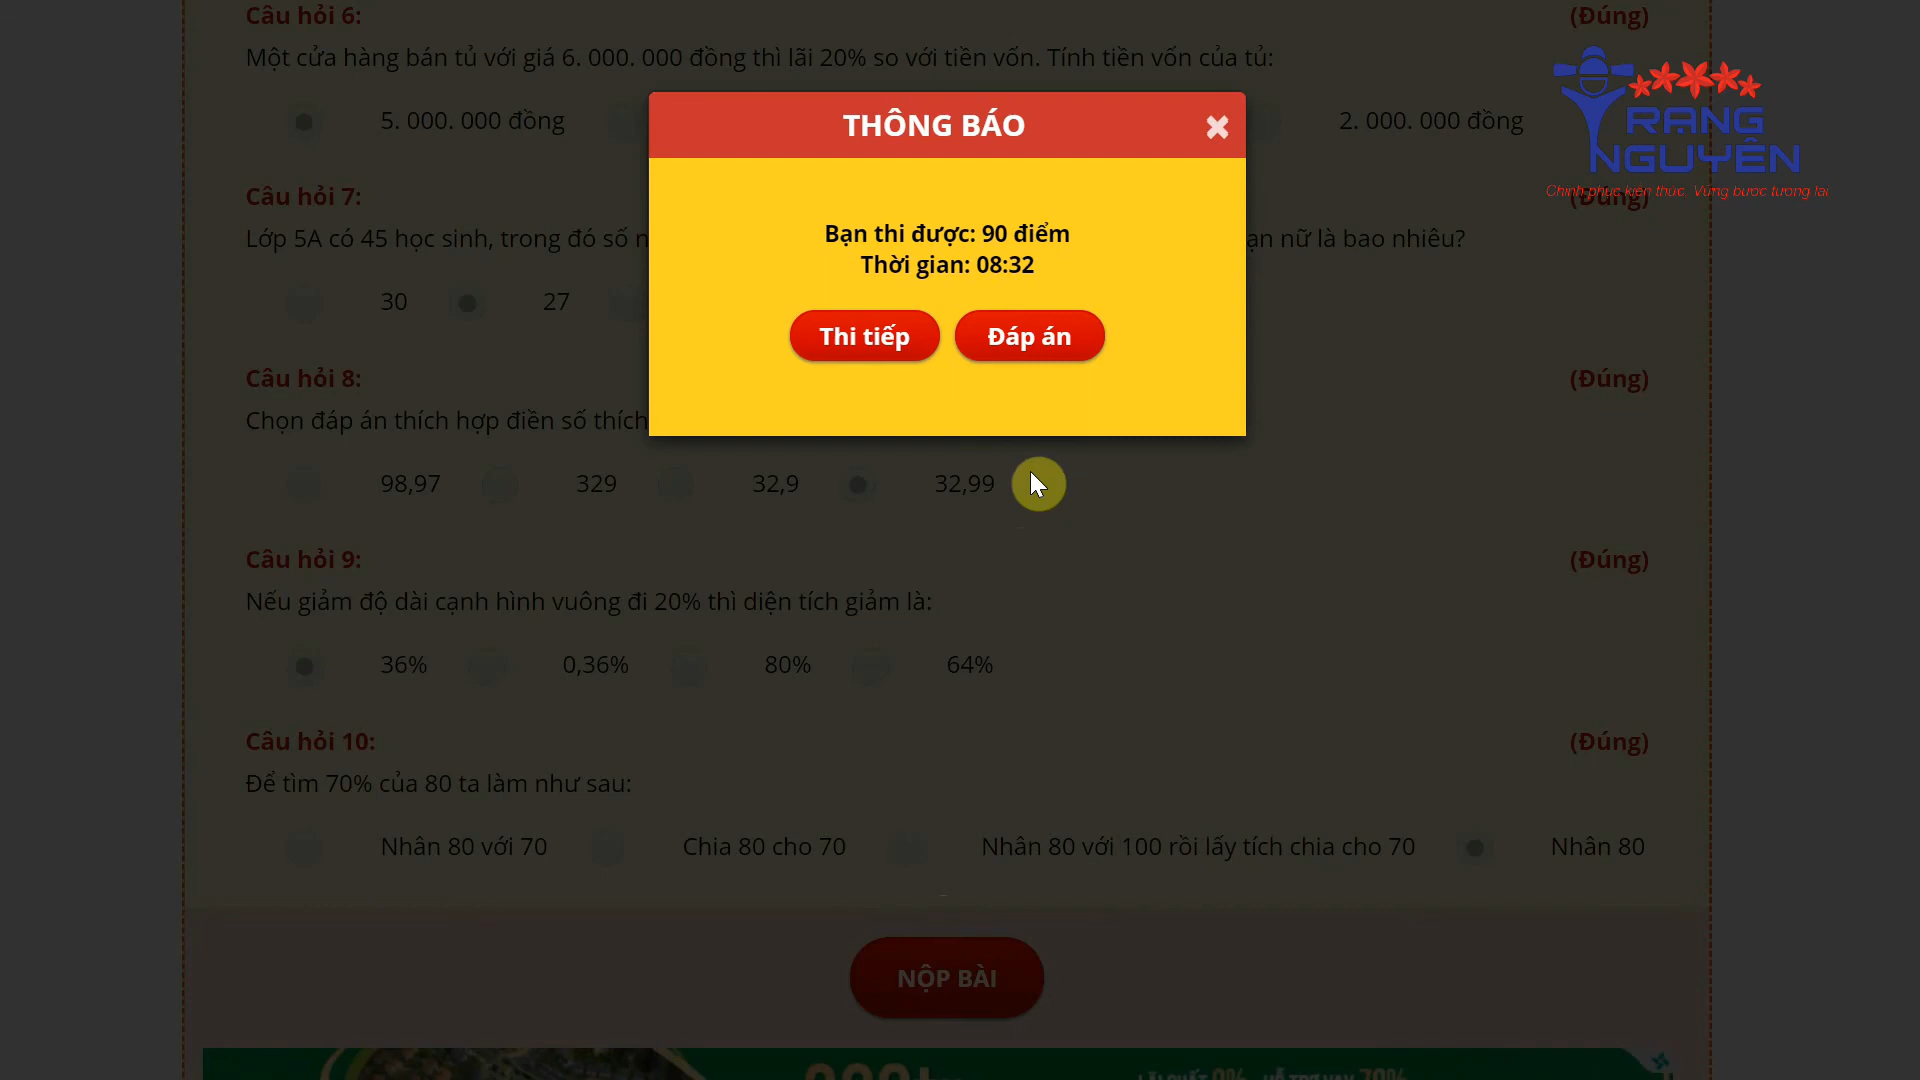 Câu hỏi 6:
(Đúng)
Một cửa hàng bán tủ với giá 6. 000. 000 đồng thì lãi 20% so với tiền vốn. Tính tiền vốn của tủ:
5. 000. 000 đồng
2. 000. 000 đồng
TRẠNG
NGUYÊN
Chinh phục kiến thức. Vững bước tương lai
THÔNG BÁO
Bạn thi được: 90 điểm
Thời gian: 08:32
Thi tiếp
Đáp án
Câu hỏi 7:
(Đúng)
Lớp 5A có 45 học sinh, trong đó số
nữ là bao nhiêu?
30
27
Câu hỏi 8:
(Đúng)
Chọn đáp án thích hợp điền số thích
98,97
329
32,9
32,99
Câu hỏi 9:
(Đúng)
Nếu giảm độ dài cạnh hình vuông đi 20% thì diện tích giảm là:
36%
0,36%
80%
64%
Câu hỏi 10:
(Đúng)
Để tìm 70% của 80 ta làm như sau:
Nhân 80 với 70
Chia 80 cho 70
Nhân 80 với 100 rồi lấy tích chia cho 70
Nhân 80
NỘP BÀI